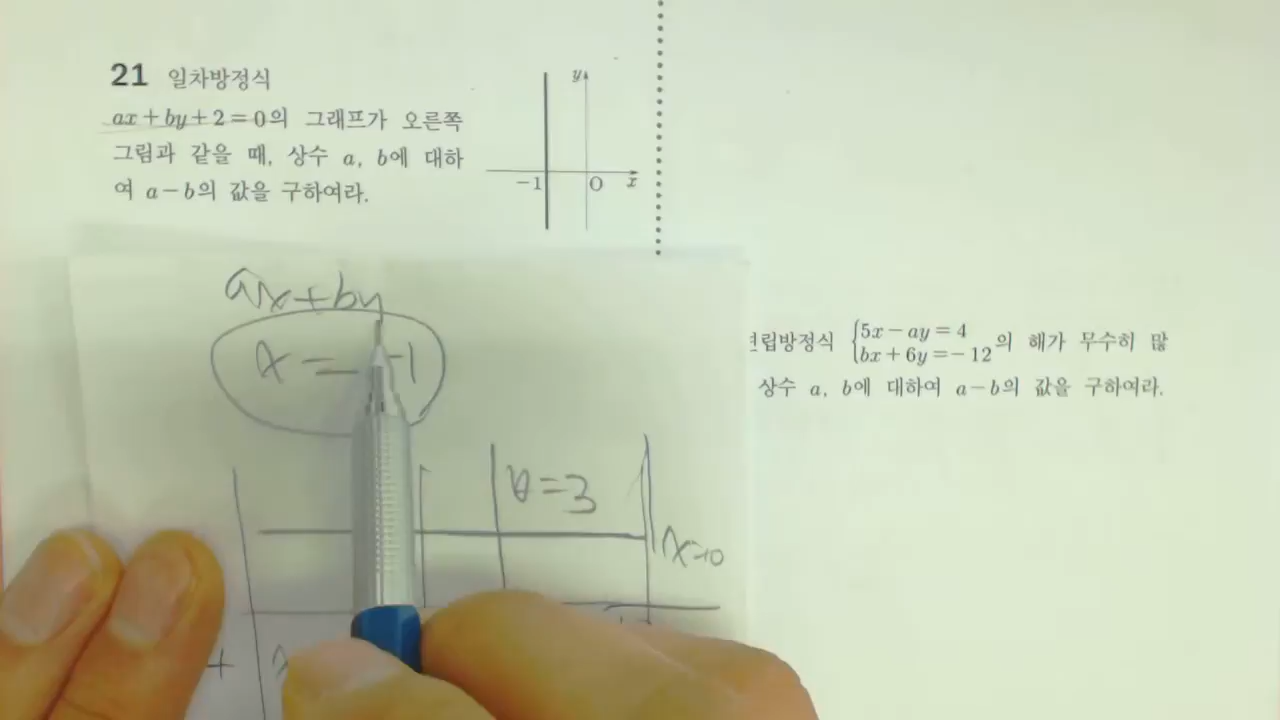 21 일차방정식
ax+by+2=0의 그래프가 오른쪽
그림과 같을 때, 상수 a, b에 대하
여 a-b의 값을 구하여라.
y
-1 O x
립방정식 {5x-ay=4
bx+6y=-12 의 해가 무수히 많
상수 a, b에 대하여 a-b의 값을 구하여라.
ax+by
x=-1
=3